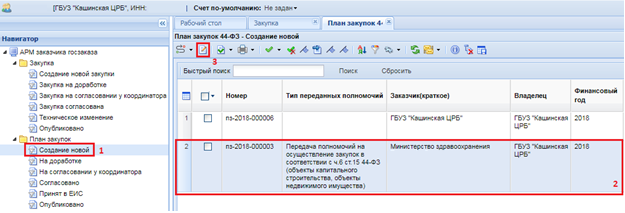 [ГБУЗ "Кашинская ЦРБ", ИНН:
Счет по-умолчанию: Не задан
Навигатор
АРМ заказчика госзаказа
Закупка
Создание новой закупки
Закупка на доработке
Закупка на согласовании у координатора
Закупка согласована
Техническое изменение
Опубликовано
План закупок
Создание новой 1
На доработке
На согласовании у координатора
Согласовано
Принят в ЕИС
Опубликовано
Рабочий стол Закупка План закупок 44-
План закупок 44-ФЗ - Создание новой
3
Быстрый поиск Поиск Сбросить
Номер Тип переданных полномочий Заказчик(краткое) Владелец Финансовый год
1 пз-2018-000006 ГБУЗ "Кашинская ЦРБ" ГБУЗ "Кашинская ЦРБ" 2018
2 пз-2018-000003 Передача полномочий на осуществление закупок в соответствии с ч.6 ст.15 44-ФЗ (объекты капитального строительства, объекты недвижимого имущества) Министерство здравоохранения ГБУЗ "Кашинская ЦРБ" 2018
2